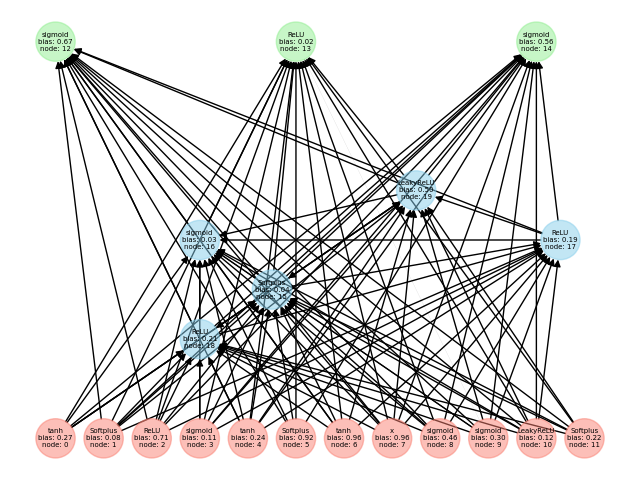 sigmoid
bias: 0.67
node: 12
ReLU
bias: 0.02
node: 13
sigmoid
bias: 0.56
node: 14
LeakyReLU
bias: 0.50
node: 19
sigmoid
bias: 0.03
node: 16
ReLU
bias: 0.19
node: 17
Softplus
bias: 0.04
node: 15
ReLU
bias: 0.21
node: 18
tanh
bias: 0.27
node: 0
Softplus
bias: 0.08
node: 1
ReLU
bias: 0.71
node: 2
sigmoid
bias: 0.11
node: 3
tanh
bias: 0.24
node: 4
Softplus
bias: 0.92
node: 5
tanh
bias: 0.96
node: 6
x
bias: 0.96
node: 7
sigmoid
bias: 0.46
node: 8
sigmoid
bias: 0.30
node: 9
LeakyReLU
bias: 0.12
node: 10
Softplus
bias: 0.22
node: 11